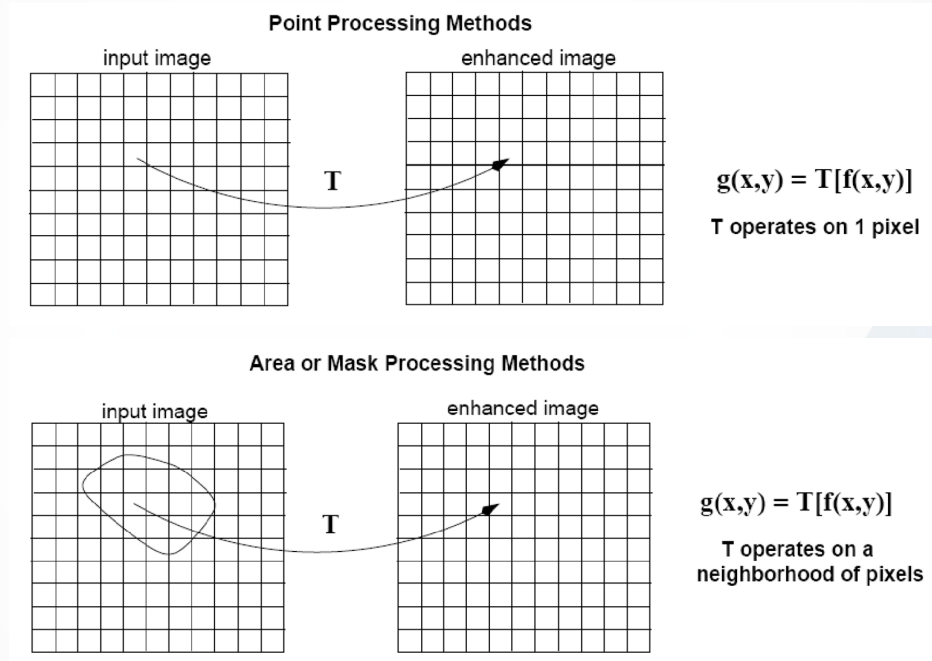 Point Processing Methods
input image
enhanced image
T
g(x,y) = T[f(x,y)]
T operates on 1 pixel
Area or Mask Processing Methods
input image
enhanced image
T
g(x,y) = T[f(x,y)]
T operates on a
neighborhood of pixels